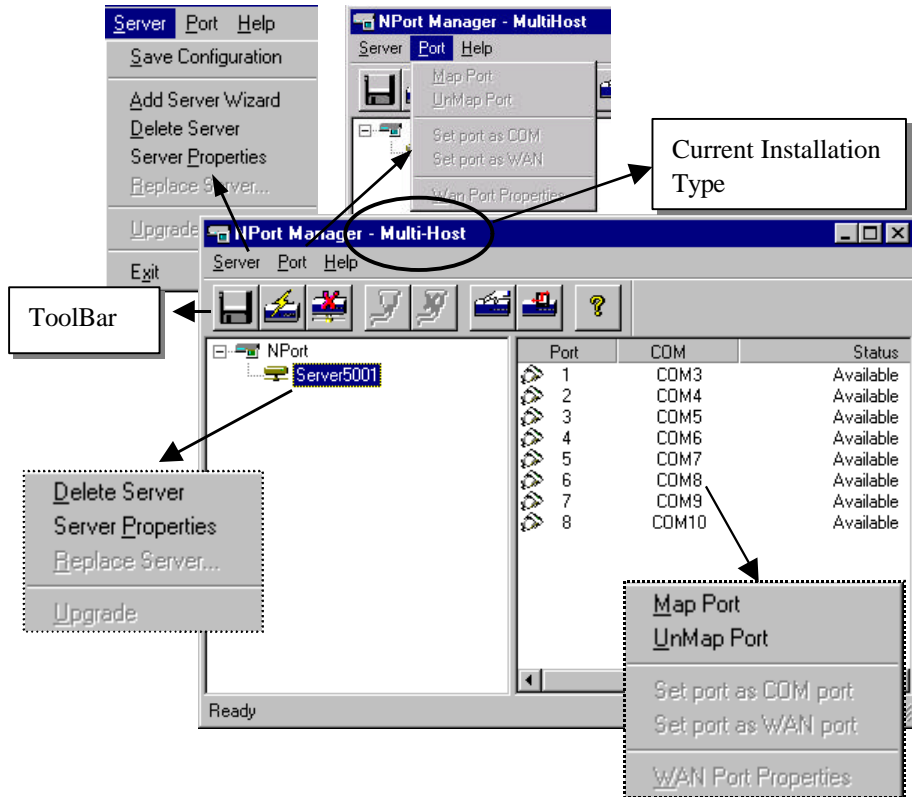 Server Port Help
Save Configuration
Add Server Wizard
Delete Server
Server Properties
Replace Server...
Upgrade
Exit
NPort Manager - MultiHost
Server Port Help
Map Port
UnMap Port
Set port as COM
Set port as WAN
Wan Port Properties
Current Installation
Type
NPort Manager - Multi-Host
Server Port Help
ToolBar
NPort
Server5001
Port COM Status
1 COM3 Available
2 COM4 Available
3 COM5 Available
4 COM6 Available
5 COM7 Available
6 COM8 Available
7 COM9 Available
8 COM10 Available
Delete Server
Server Properties
Replace Server...
Upgrade
Map Port
UnMap Port
Set port as COM port
Set port as WAN port
WAN Port Properties
Ready